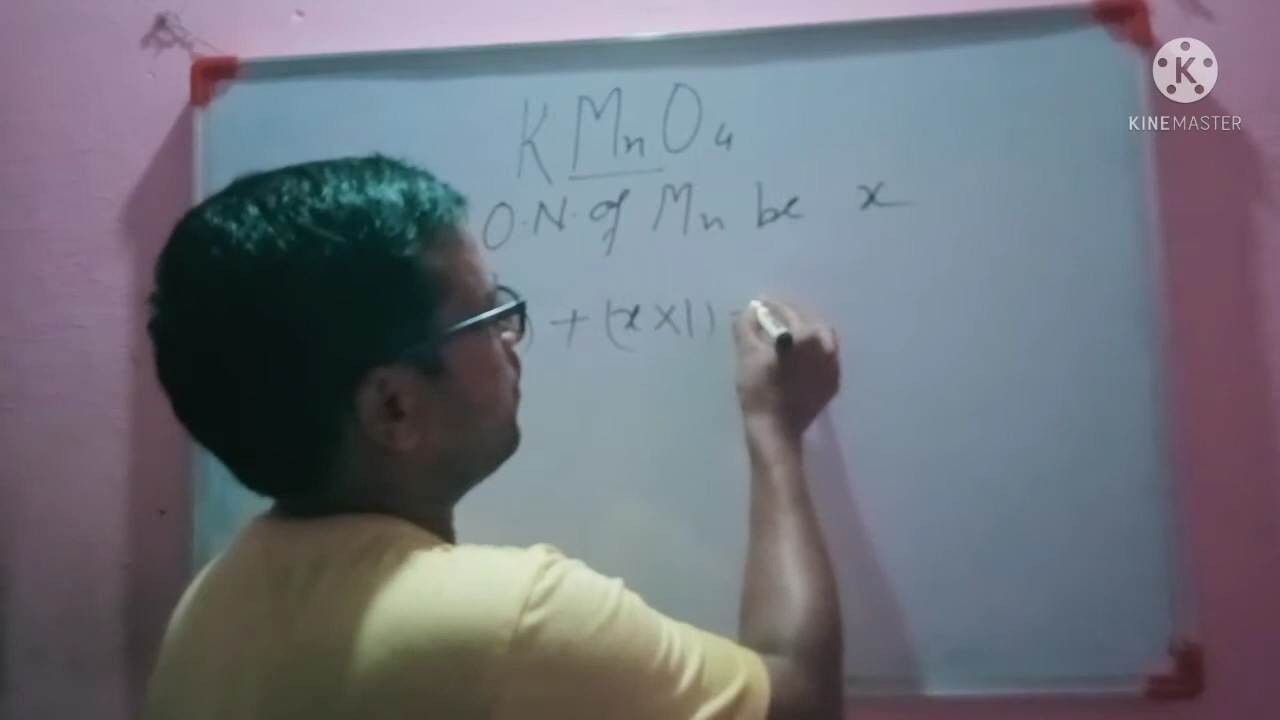 KMnO4
O.N. of Mn be x
) + (x×1)
K
KINEMASTER